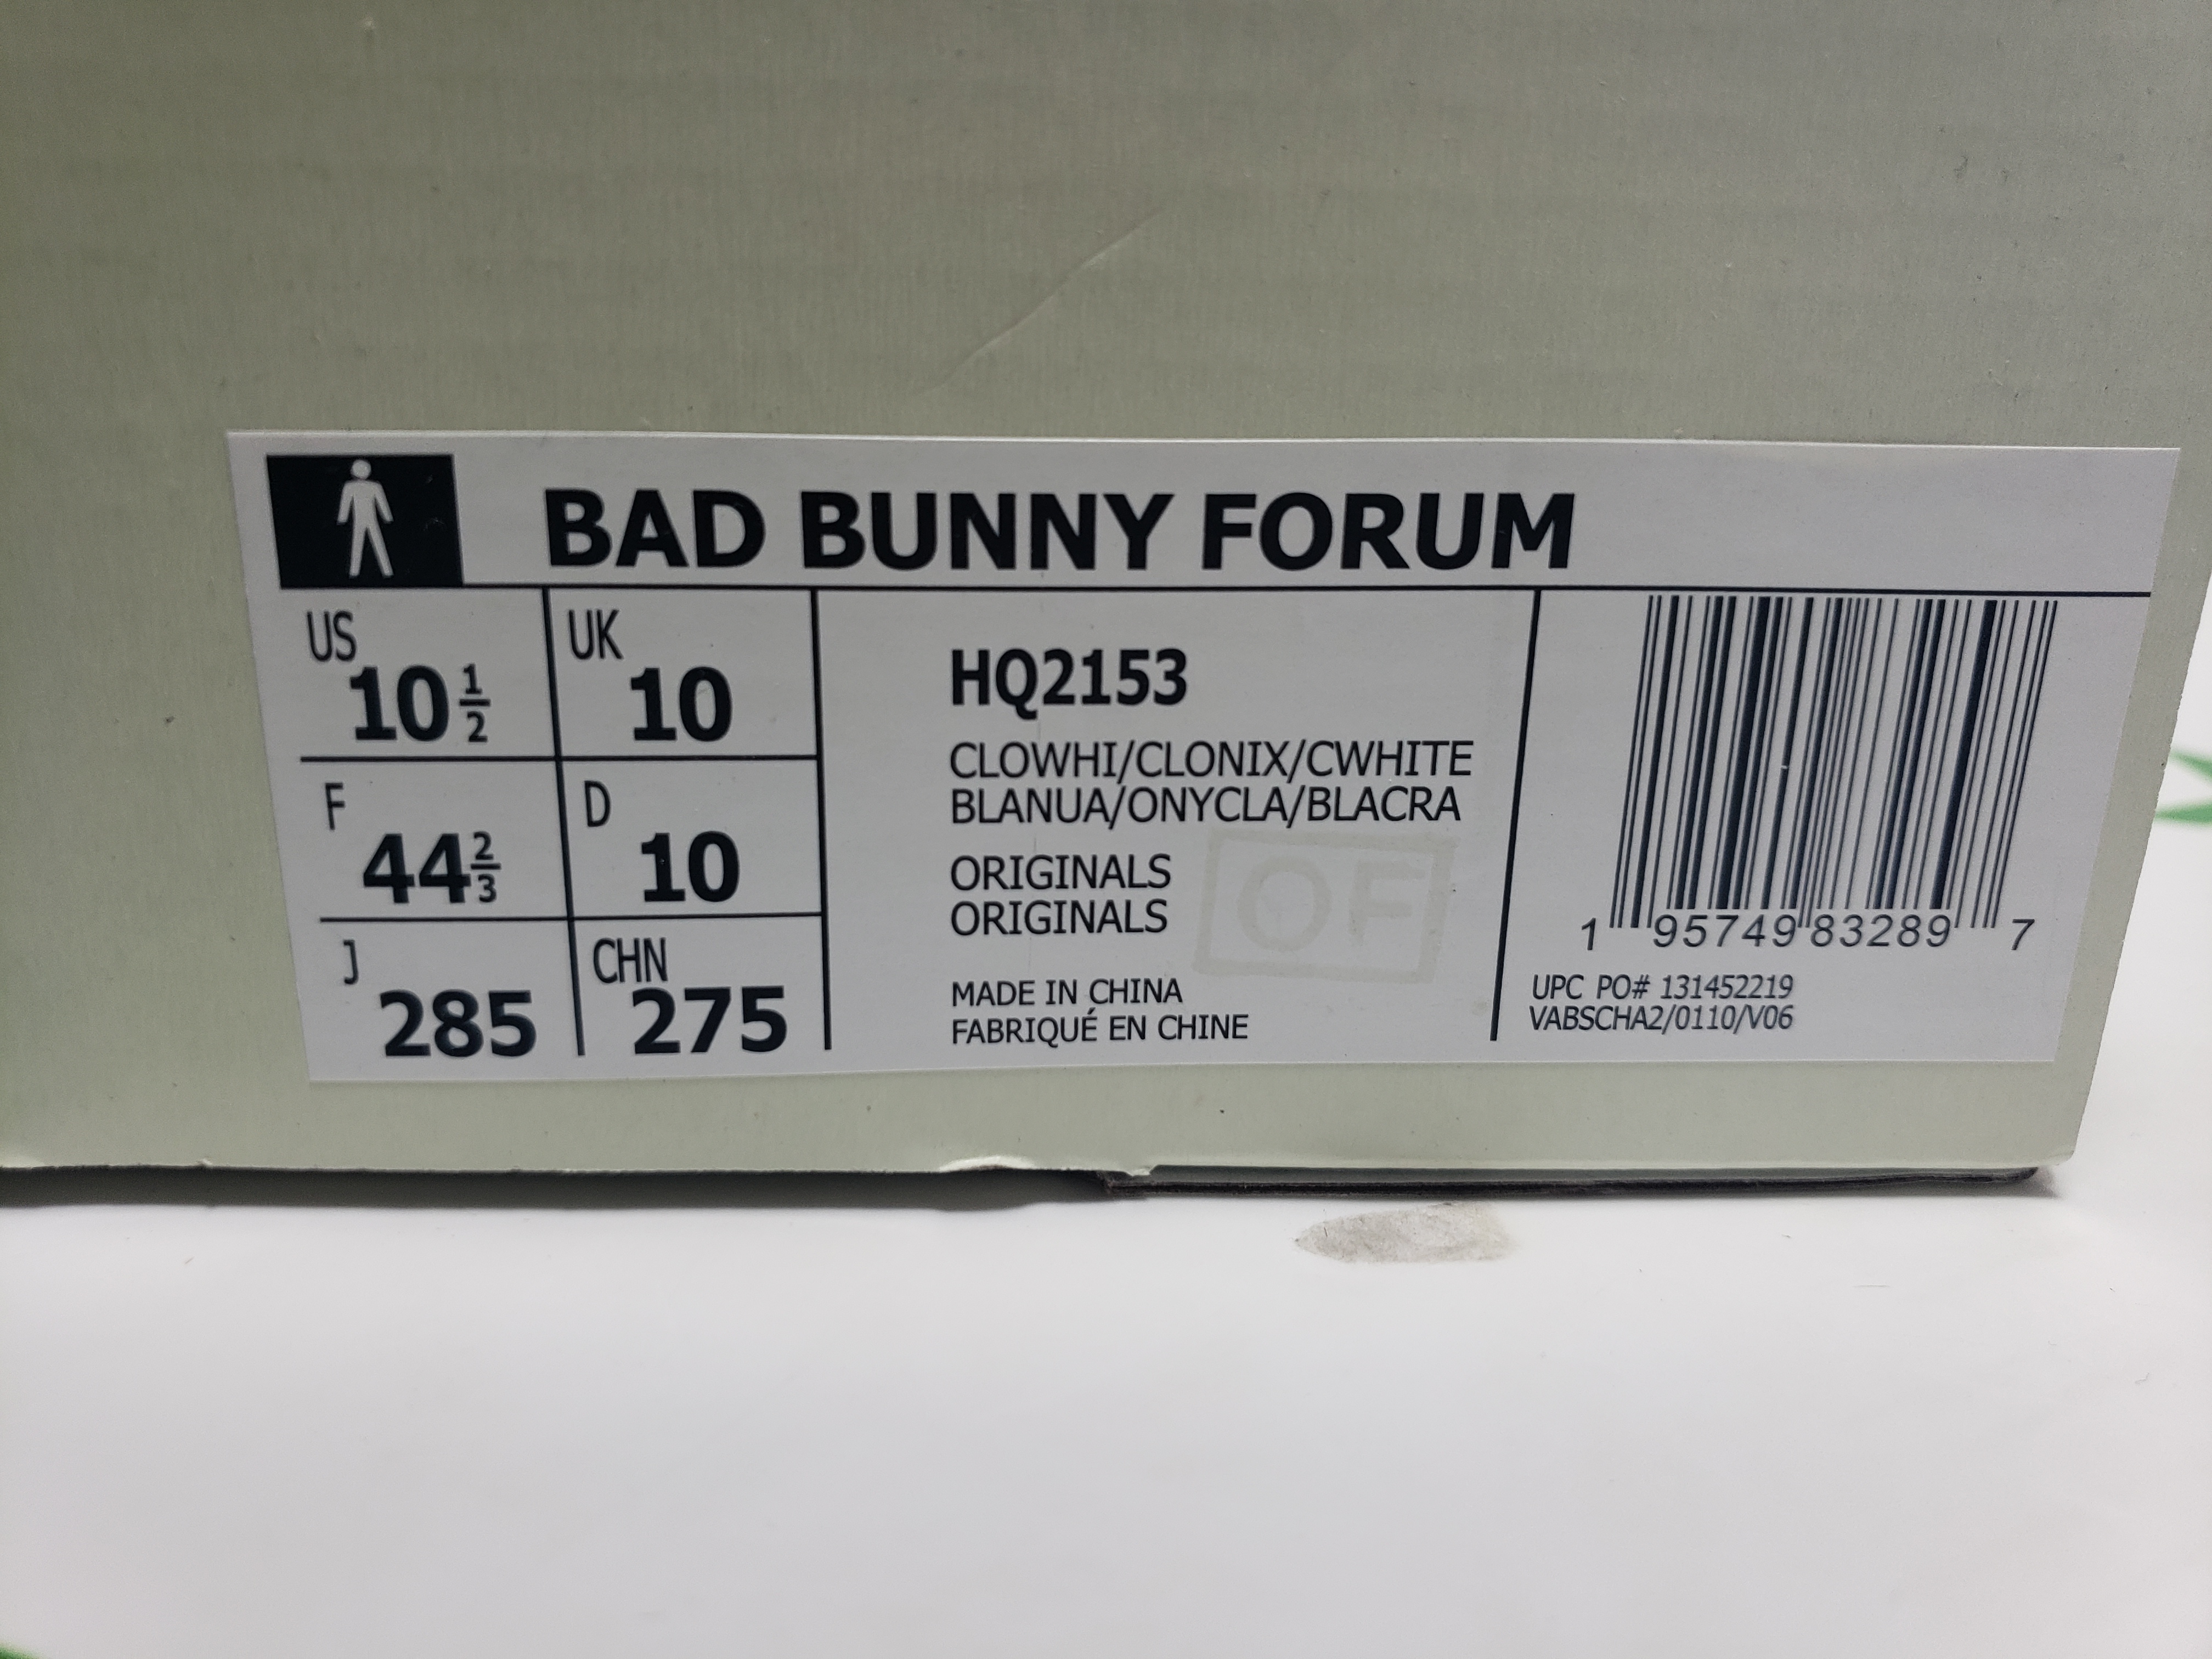 BAD BUNNY FORUM
US
10 1/2
UK
10
F
44 2/3
D
10
J
285
CHN
275
HQ2153
CLOWHI/CLONIX/CWHITE
BLANUA/ONYCLA/BLACRA
ORIGINALS
ORIGINALS
OF
MADE IN CHINA
FABRIQUÉ EN CHINE
1 95749 83289 7
UPC PO# 131452219
VABSCHA2/0110/V06